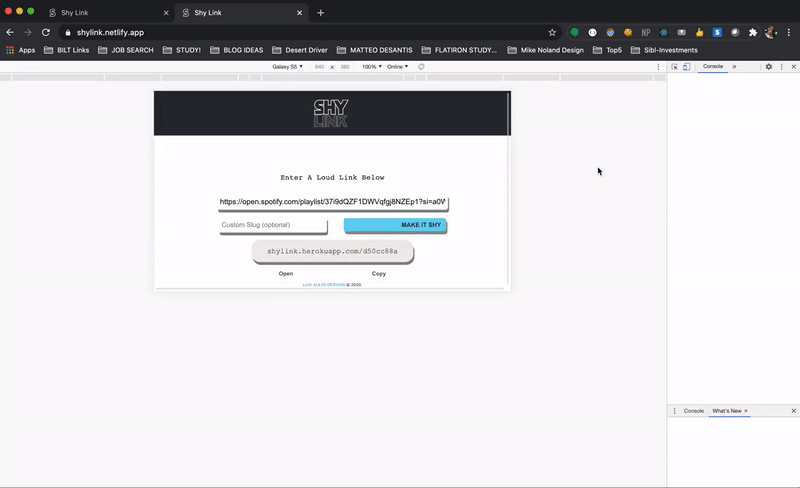 Shy Link
Shy Link
shylink.netlify.app
Apps
BILT Links
JOB SEARCH
STUDY!
BLOG IDEAS
Desert Driver
MATTEO DESANTIS
FLATIRON STUDY...
Mike Noland Design
Top5
Sibl-Investments
Galaxy S5 ▼ 640 × 360 100% ▼ Online ▼
Console
SHY
LINK
Enter A Loud Link Below
https://open.spotify.com/playlist/37i9dQZF1DWVqfgj8NZEp1?si=a0W
Custom Slug (optional)
MAKE IT SHY
shylink.herokuapp.com/d50cc88a
Open
Copy
© 2020
Console
What's New